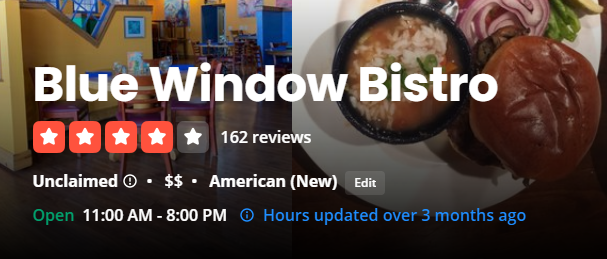 Blue Window Bistro
162 reviews
Unclaimed • $$ • American (New) Edit
Open 11:00 AM - 8:00 PM Hours updated over 3 months ago